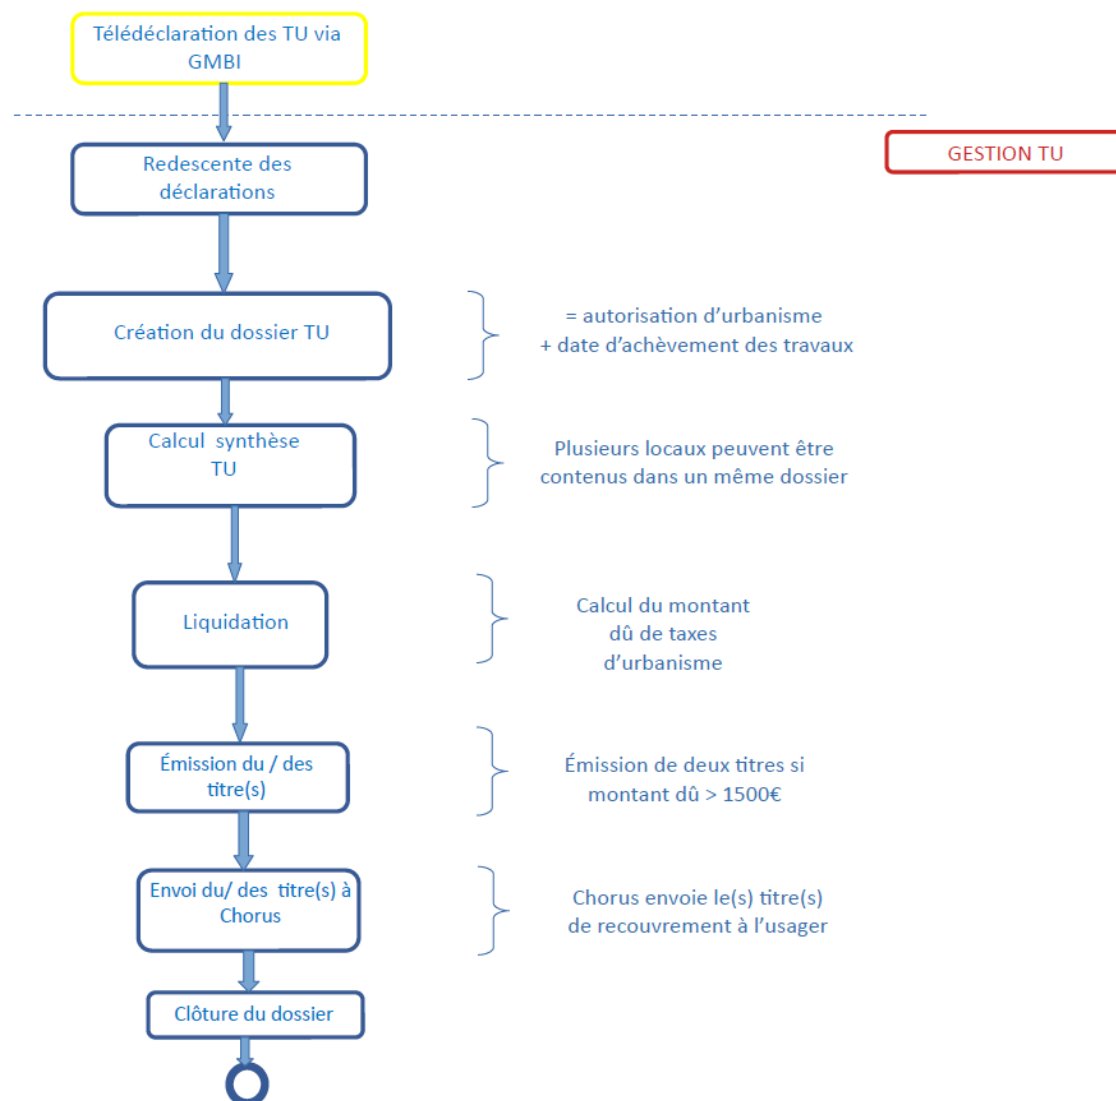 Télédéclaration des TU via
GMBI
GESTION TU
Redescente des
déclarations
Création du dossier TU
= autorisation d'urbanisme
+ date d'achèvement des travaux
Calcul synthèse
TU
Plusieurs locaux peuvent être
contenus dans un même dossier
Liquidation
Calcul du montant
dû de taxes
d'urbanisme
Émission du / des
titre(s)
Émission de deux titres si
montant dû > 1500€
Envoi du/ des titre(s) à
Chorus
Chorus envoie le(s) titre(s)
de recouvrement à l'usager
Clôture du dossier